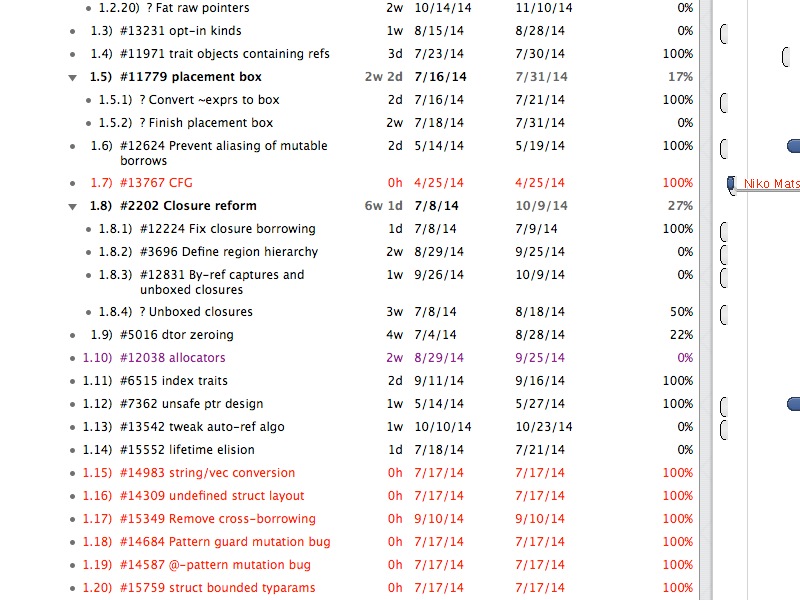 1.2.20) ? Fat raw pointers 2w 10/14/14 11/10/14 0%
1.3) #13231 opt-in kinds 1w 8/15/14 8/28/14 0%
1.4) #11971 trait objects containing refs 3d 7/23/14 7/30/14 100%
1.5) #11779 placement box 2w 2d 7/16/14 7/31/14 17%
1.5.1) ? Convert ~exprs to box 2d 7/16/14 7/21/14 100%
1.5.2) ? Finish placement box 2w 7/18/14 7/31/14 0%
1.6) #12624 Prevent aliasing of mutable 2d 5/14/14 5/19/14 100%
borrows
1.7) #13767 CFG 0h 4/25/14 4/25/14 100% Niko Mats
1.8) #2202 Closure reform 6w 1d 7/8/14 10/9/14 27%
1.8.1) #12224 Fix closure borrowing 1d 7/8/14 7/9/14 100%
1.8.2) #3696 Define region hierarchy 2w 8/29/14 9/25/14 0%
1.8.3) #12831 By-ref captures and 1w 9/26/14 10/9/14 0%
unboxed closures
1.8.4) ? Unboxed closures 3w 7/8/14 8/18/14 50%
1.9) #5016 dtor zeroing 4w 7/4/14 8/28/14 22%
1.10) #12038 allocators 2w 8/29/14 9/25/14 0%
1.11) #6515 index traits 2d 9/11/14 9/16/14 100%
1.12) #7362 unsafe ptr design 1w 5/14/14 5/27/14 100%
1.13) #13542 tweak auto-ref algo 1w 10/10/14 10/23/14 0%
1.14) #15552 lifetime elision 1d 7/18/14 7/21/14 0%
1.15) #14983 string/vec conversion 0h 7/17/14 7/17/14 100%
1.16) #14309 undefined struct layout 0h 7/17/14 7/17/14 100%
1.17) #15349 Remove cross-borrowing 0h 9/10/14 9/10/14 100%
1.18) #14684 Pattern guard mutation bug 0h 7/17/14 7/17/14 100%
1.19) #14587 @-pattern mutation bug 0h 7/17/14 7/17/14 100%
1.20) #15759 struct bounded typarams 0h 7/17/14 7/17/14 100%